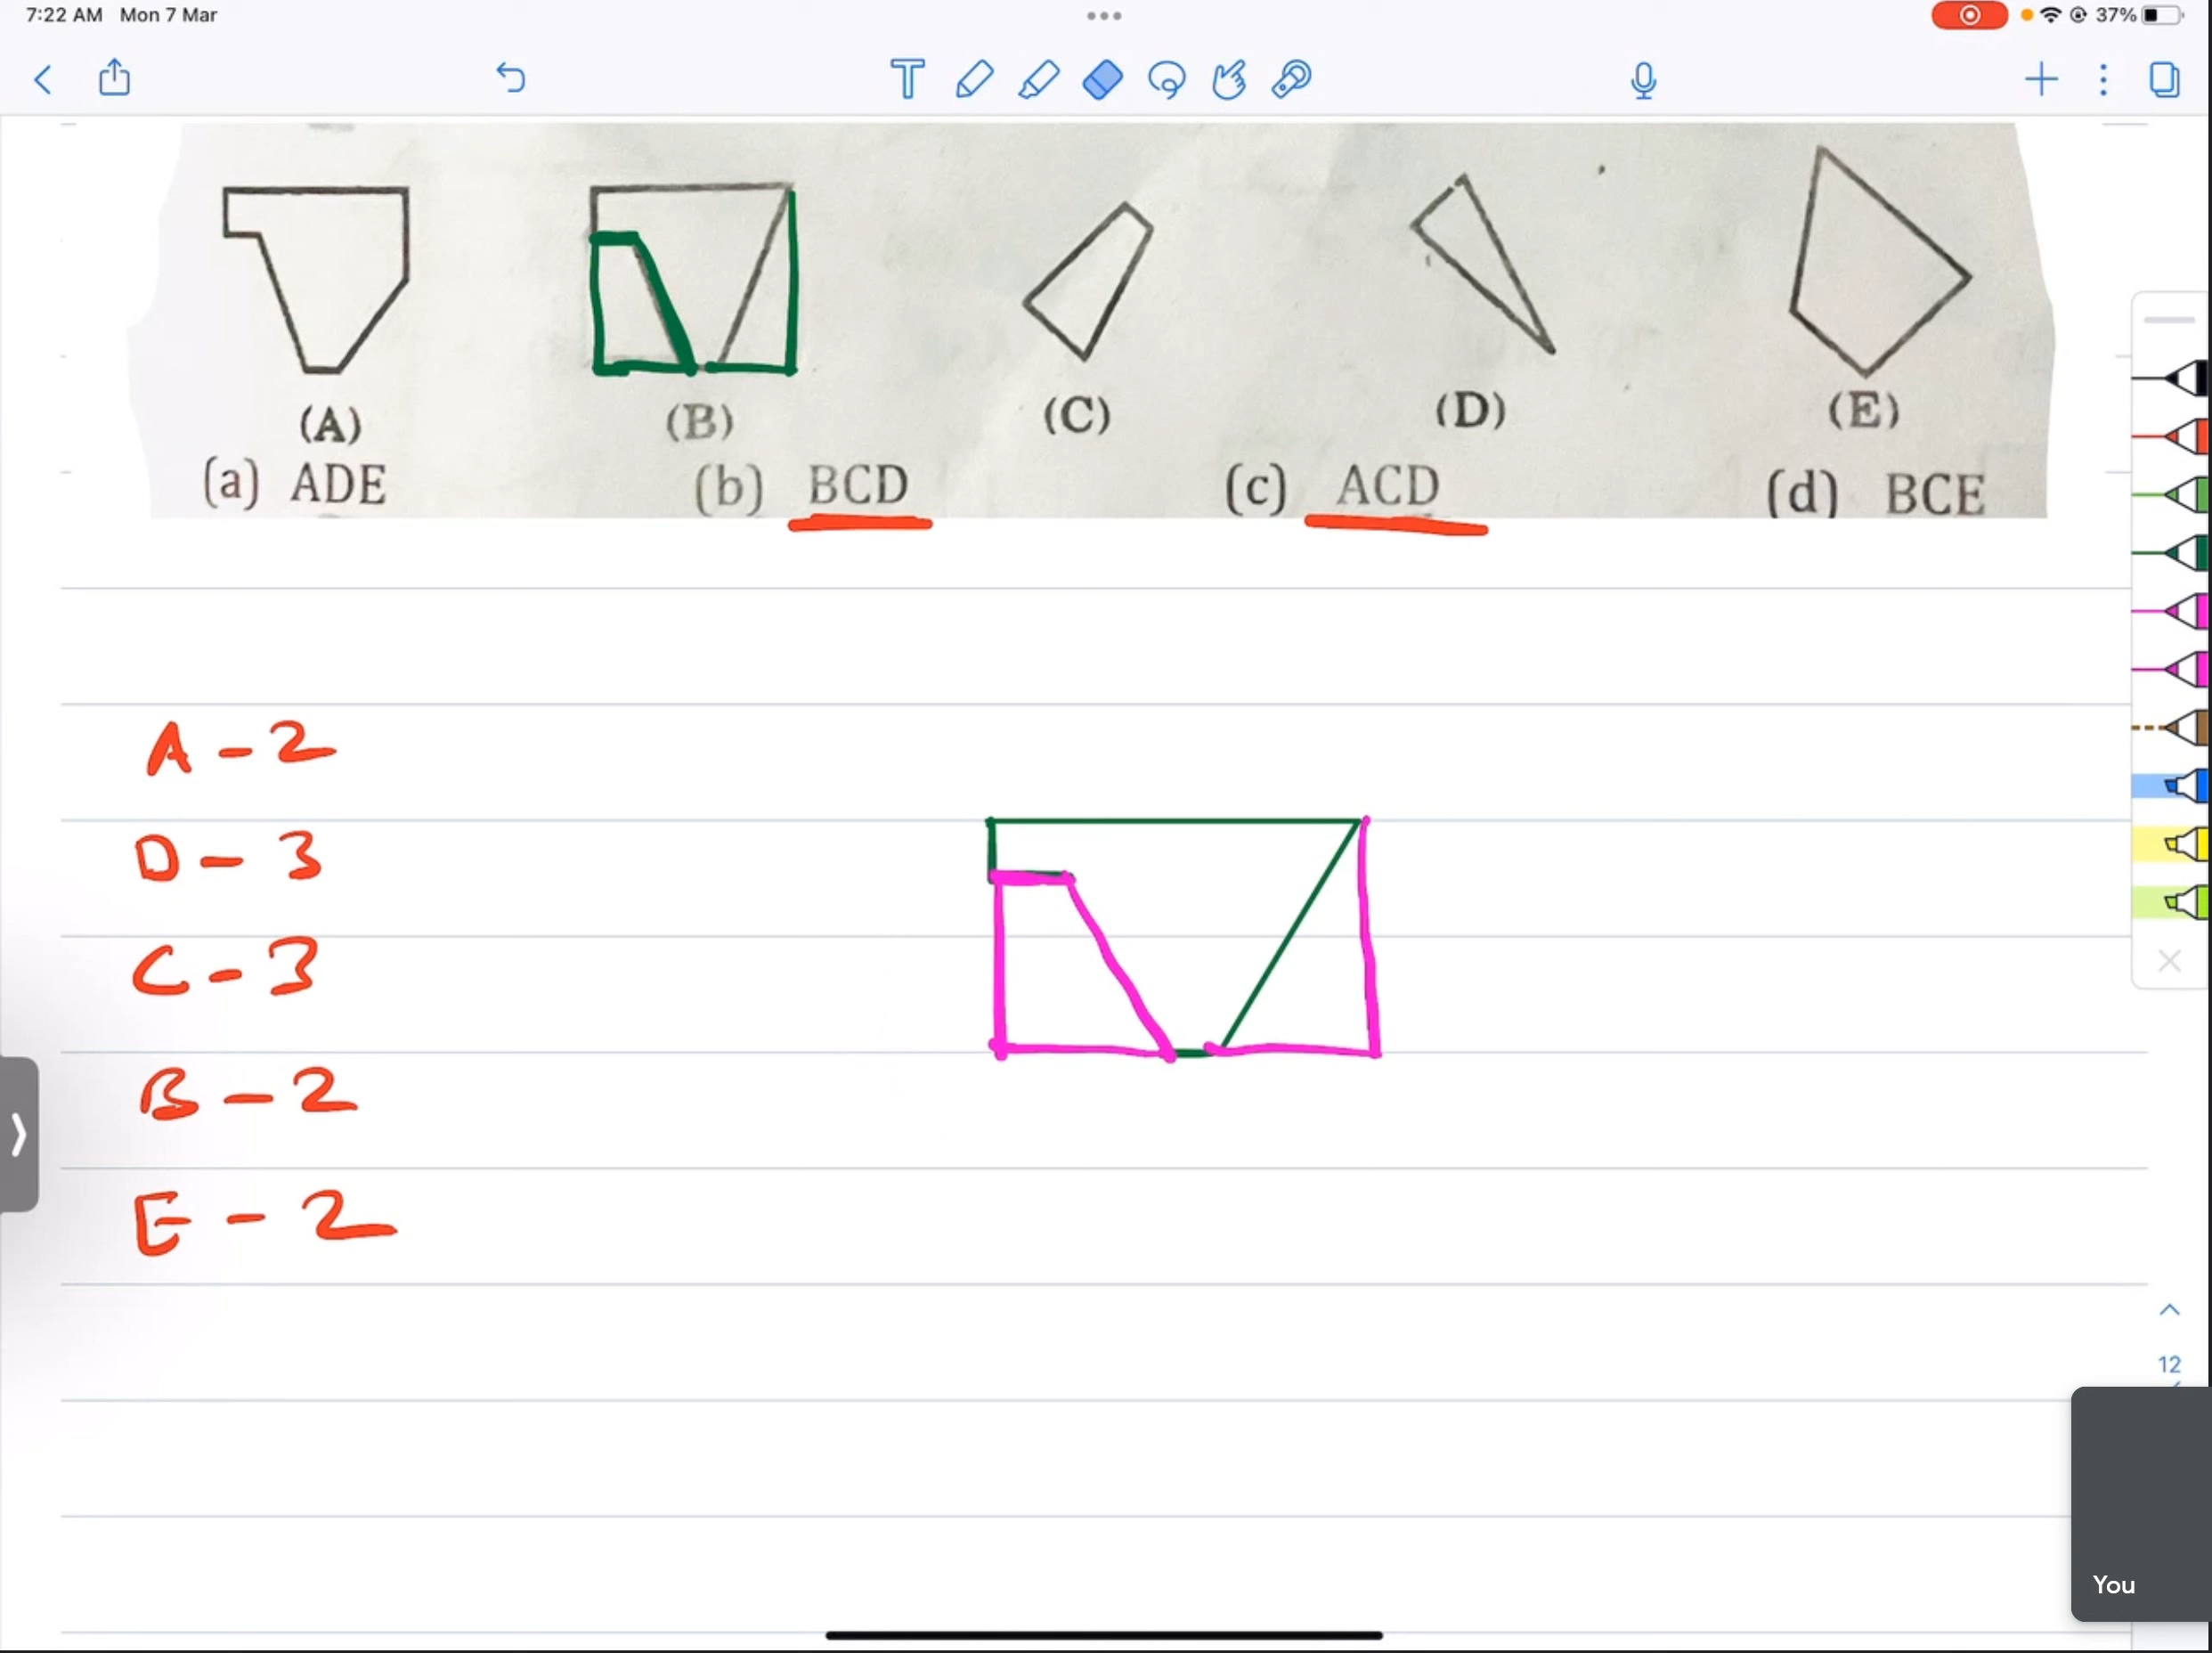 7:22 AM Mon 7 Mar
37%
T
(A) (B) (C) (D) (E)
(a) ADE (b) BCD (c) ACD (d) BCE
A - 2
D - 3
C - 3
B - 2
E - 2
12
You